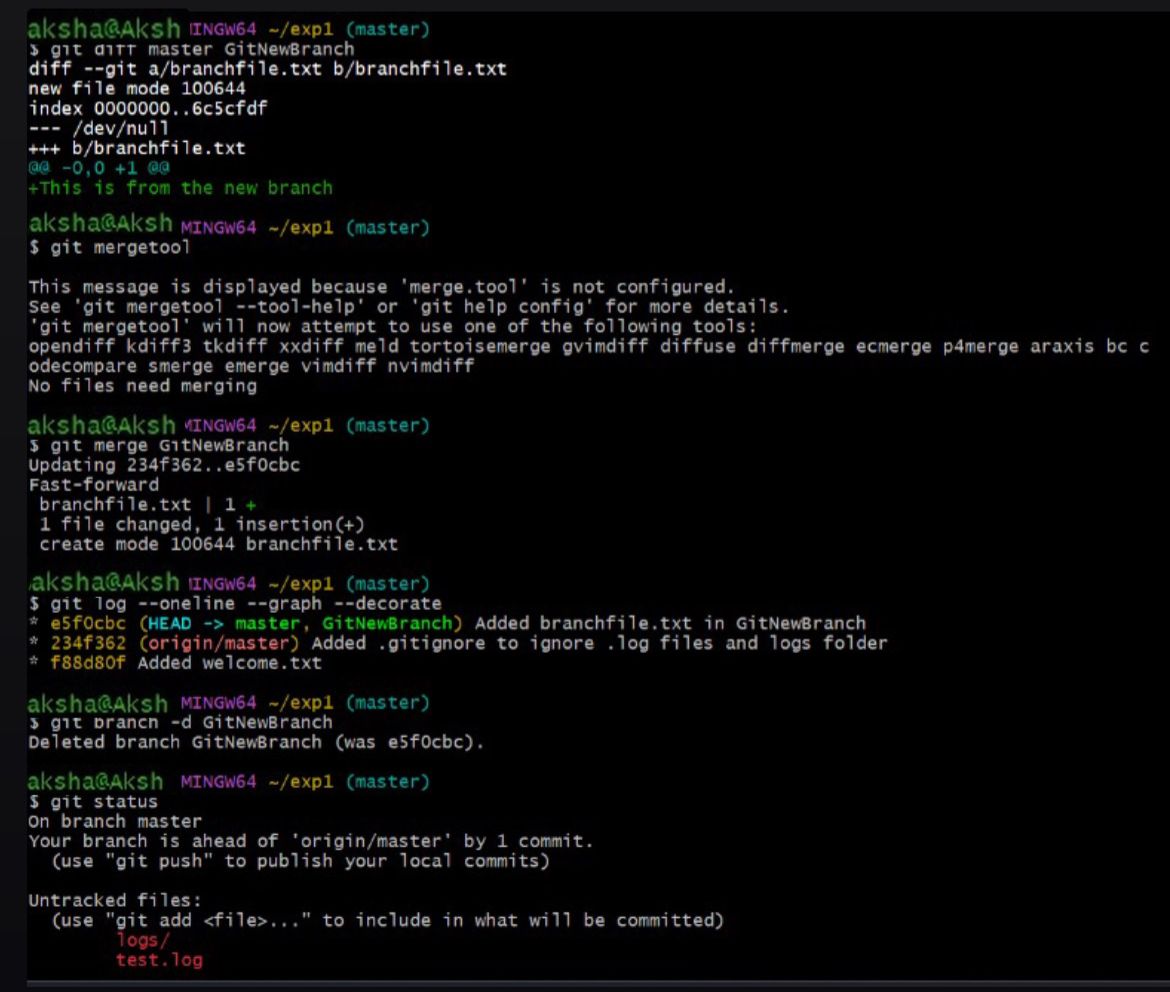 aksha@Aksh MINGW64 ~/exp1 (master)
$ git diff master GitNewBranch
diff --git a/branchfile.txt b/branchfile.txt
new file mode 100644
index 0000000..6c5cfdf
--- /dev/null
+++ b/branchfile.txt
@@ -0,0 +1 @@
+This is from the new branch
aksha@Aksh MINGW64 ~/exp1 (master)
$ git mergetool
This message is displayed because 'merge.tool' is not configured.
See 'git mergetool --tool-help' or 'git help config' for more details.
'git mergetool' will now attempt to use one of the following tools:
opendiff kdiff3 tkdiff xxdiff meld tortoisemerge gvimdiff diffuse diffmerge ecmerge p4merge araxis bc c
odecompare smerge emerge vimdiff nvimdiff
No files need merging
aksha@Aksh MINGW64 ~/exp1 (master)
$ git merge GitNewBranch
Updating 234f362..e5f0cbc
Fast-forward
branchfile.txt | 1 +
1 file changed, 1 insertion(+)
create mode 100644 branchfile.txt
aksha@Aksh MINGW64 ~/exp1 (master)
$ git log --oneline --graph --decorate
* e5f0cbc (HEAD -> master, GitNewBranch) Added branchfile.txt in GitNewBranch
* 234f362 (origin/master) Added .gitignore to ignore .log files and logs folder
* f88d80f Added welcome.txt
aksha@Aksh MINGW64 ~/exp1 (master)
$ git branch -d GitNewBranch
Deleted branch GitNewBranch (was e5f0cbc).
aksha@Aksh MINGW64 ~/exp1 (master)
$ git status
On branch master
Your branch is ahead of 'origin/master' by 1 commit.
(use "git push" to publish your local commits)
Untracked files:
(use "git add <file>..." to include in what will be committed)
logs/
test.log